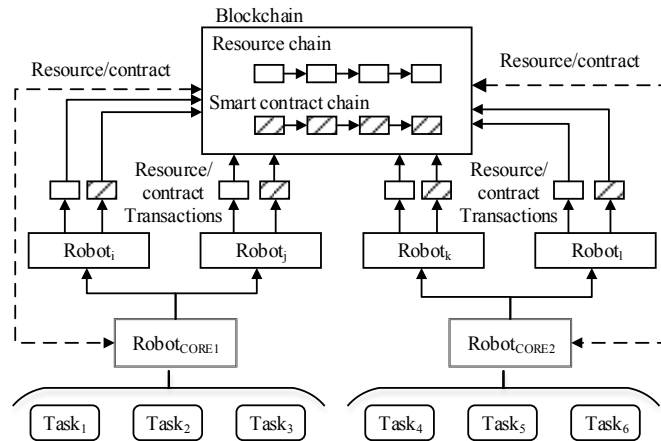 Blockchain
Resource chain
Resource/contract
Resource/contract
Smart contract chain
Resource/
contract
Transactions
Resource/
contract
Transactions
Robot_i
Robot_j
Robot_k
Robot_l
Robot_CORE1
Robot_CORE2
Task_1
Task_2
Task_3
Task_4
Task_5
Task_6